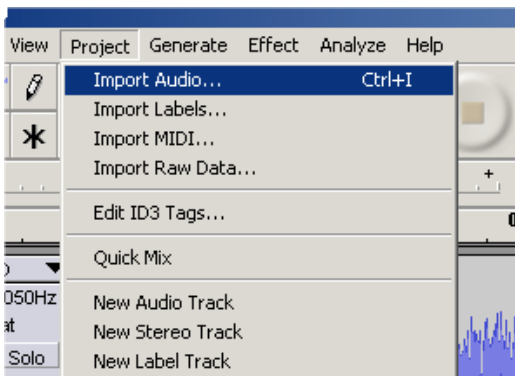 View Project Generate Effect Analyze Help
Import Audio... Ctrl+I
Import Labels...
Import MIDI...
Import Raw Data...
Edit ID3 Tags...
Quick Mix
050Hz
New Audio Track
New Stereo Track
Solo
New Label Track